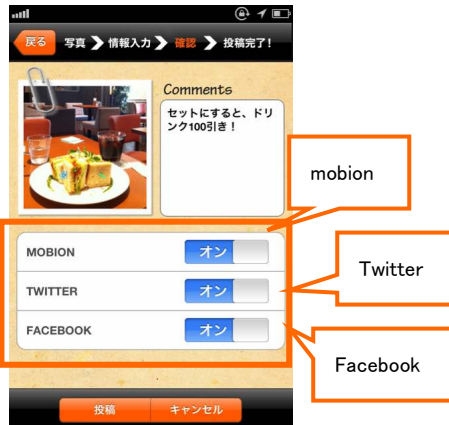 戻る 写真 情報入力 確認 投稿完了!
Comments
セットにすると、ドリ
ンク100引き!
mobion
MOBION オン
Twitter
TWITTER オン
FACEBOOK オン
Facebook
投稿 キャンセル